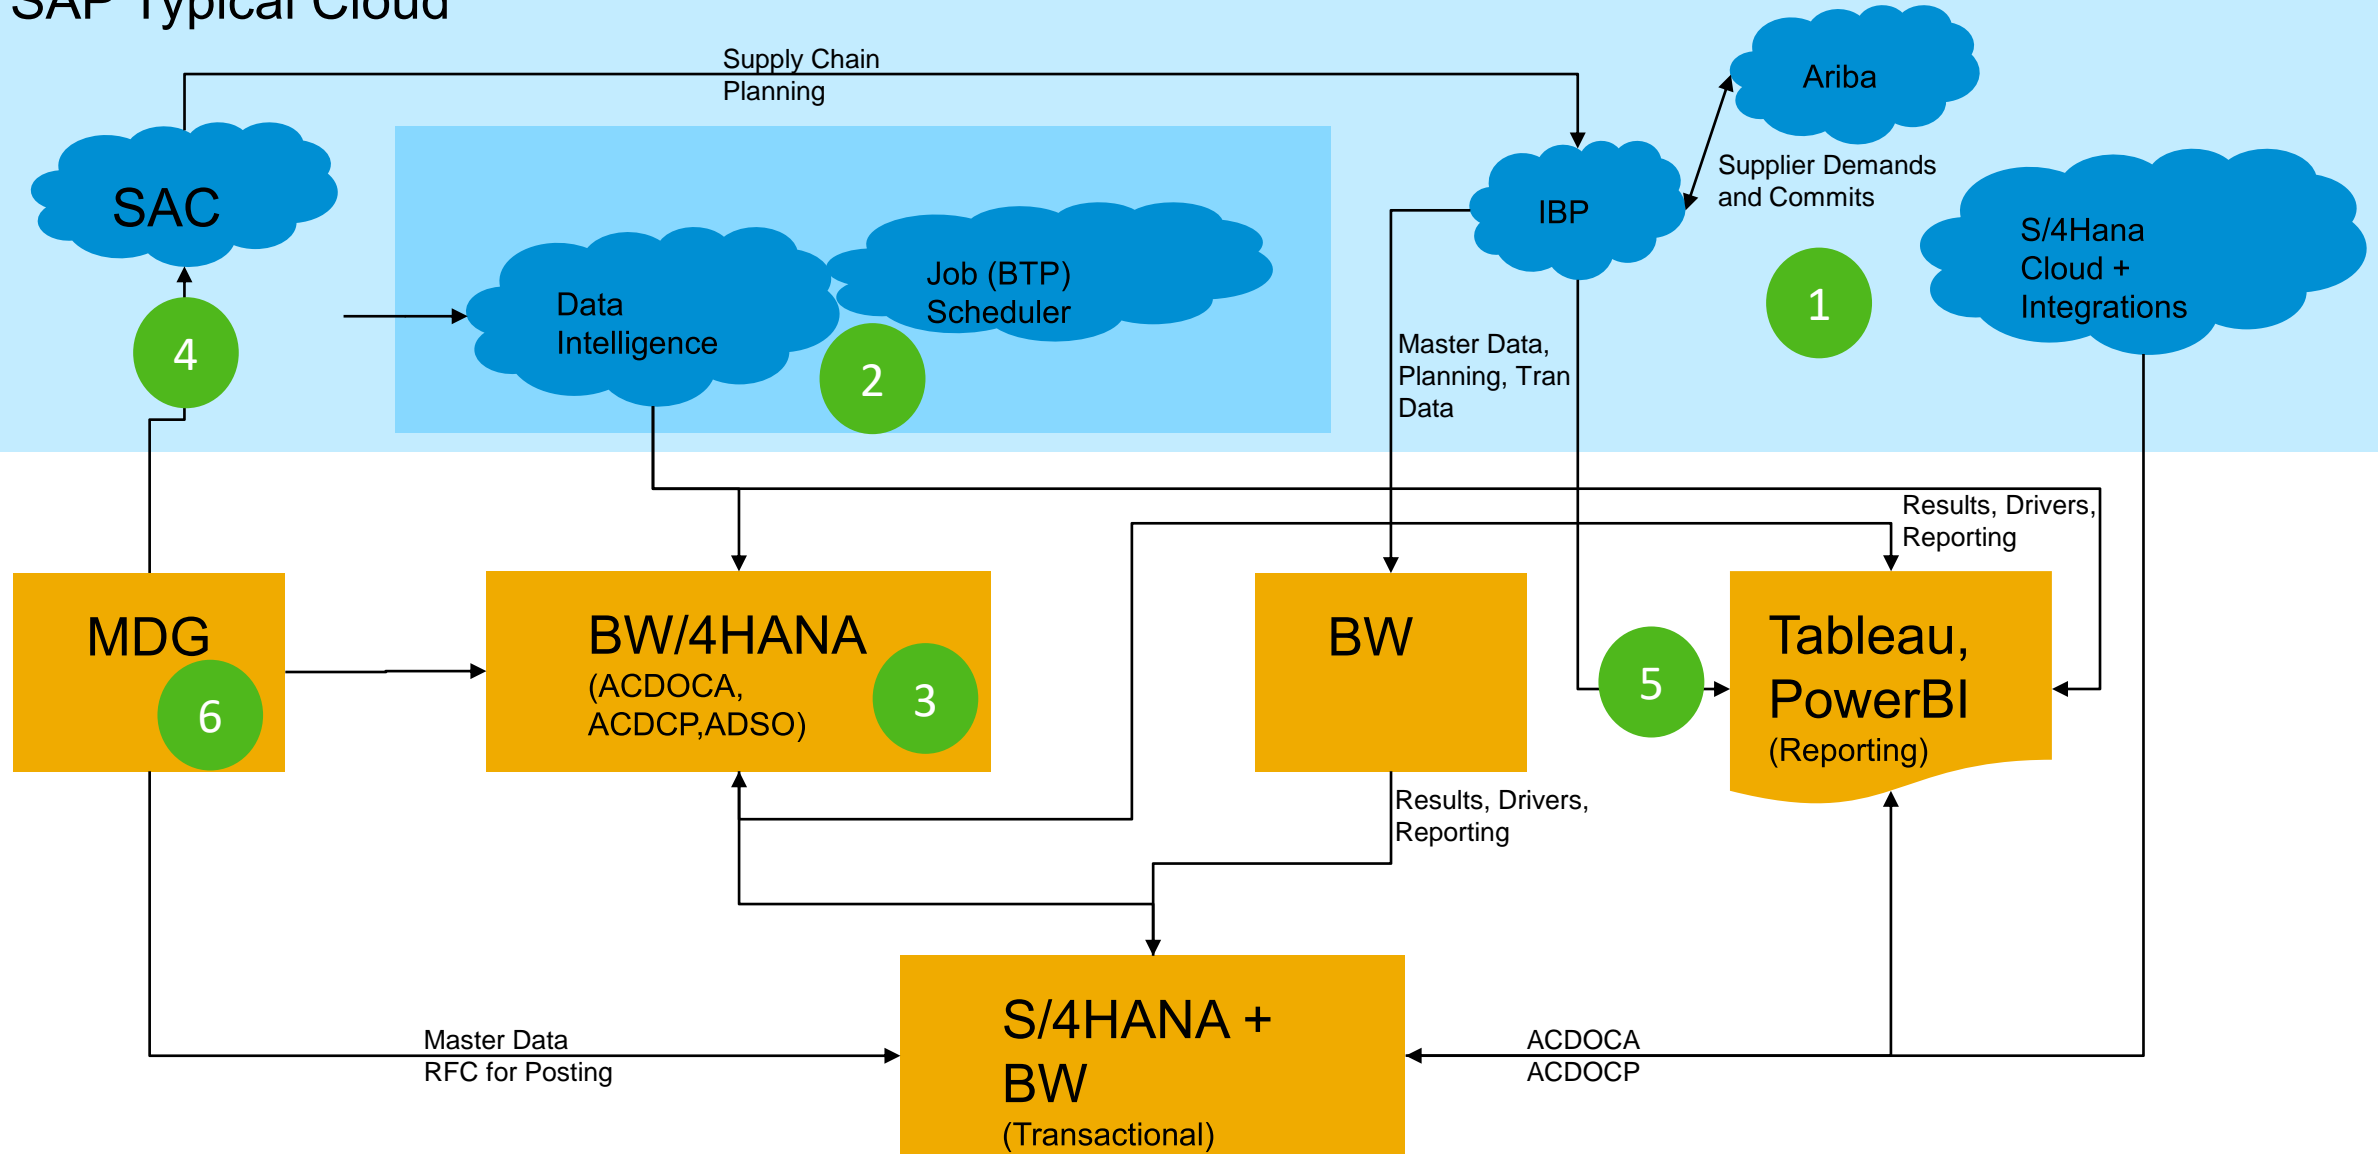 SAP Typical Cloud
Supply Chain
Planning
Ariba
SAC
Supplier Demands
and Commits
IBP
S/4Hana
Cloud +
Integrations
Job (BTP)
Scheduler
Data
Intelligence
1
4
2
Master Data,
Planning, Tran
Data
Results, Drivers,
Reporting
MDG
6
BW/4HANA
(ACDOCA,
ACDCP,ADSO)
3
BW
5
Tableau,
PowerBI
(Reporting)
Results, Drivers,
Reporting
S/4HANA +
BW
(Transactional)
Master Data
RFC for Posting
ACDOCA
ACDOCP